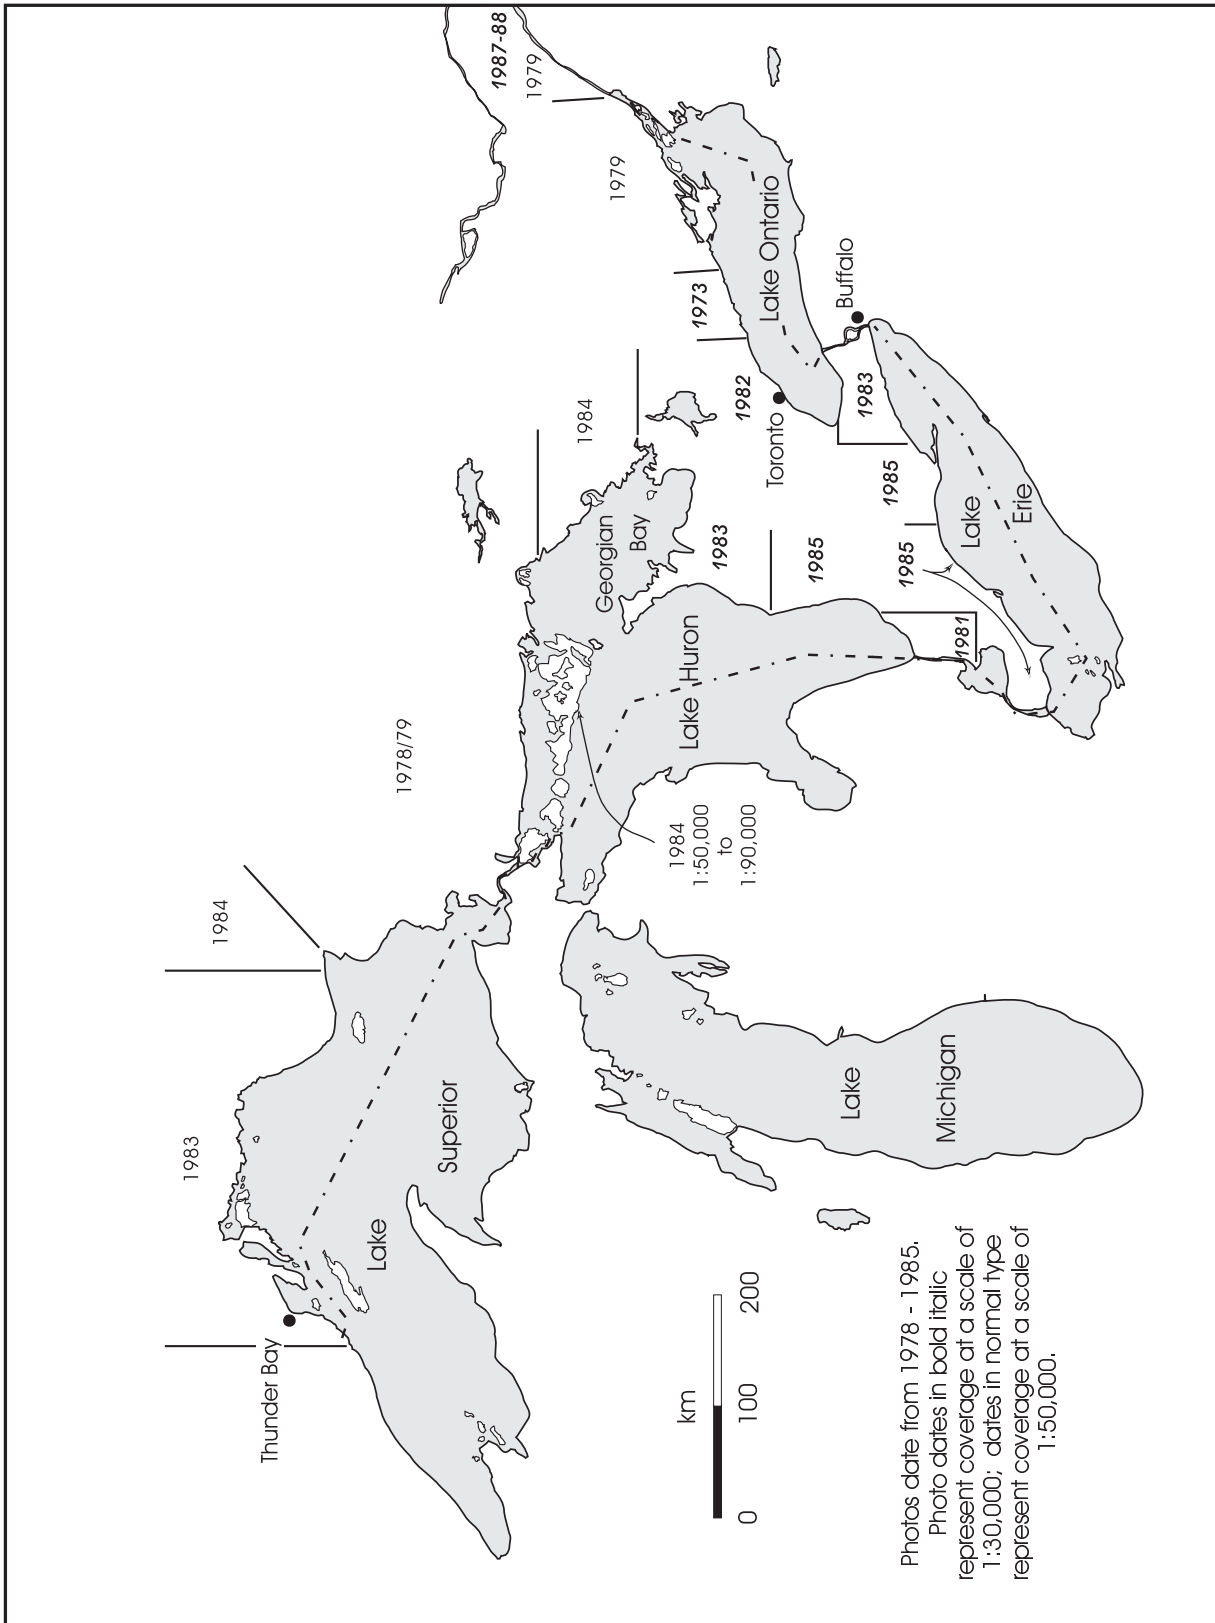 1983
1984
1978/79
1984
1979
1987-88
1979
Thunder Bay
Lake
Superior
Georgian
Bay
1984
1:50,000
to
1:90,000
Lake Huron
1983
1985
1982
1973
Toronto
Lake Ontario
Buffalo
1983
1985
1985
1981
Lake
Erie
Lake
Michigan
km
0
100
200
Photos date from 1978 - 1985.
Photo dates in bold italic
represent coverage at a scale of
1:30,000; dates in normal type
represent coverage at a scale of
1:50,000.